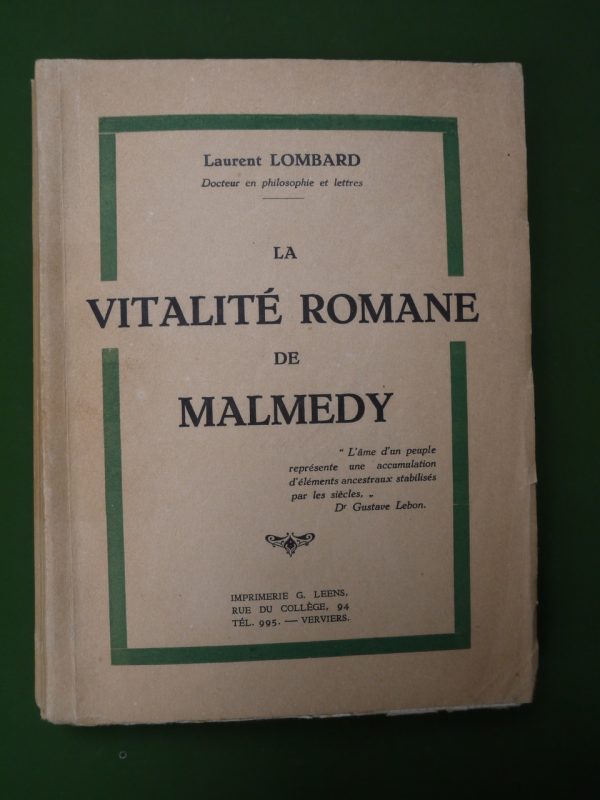 Laurent LOMBARD
Docteur en philosophie et lettres
LA
VITALITÉ ROMANE
DE
MALMEDY
" L'âme d'un peuple
représente une accumulation
d'éléments ancestraux stabilisés
par les siècles. „
Dr Gustave Lebon.
IMPRIMERIE G. LEENS,
RUE DU COLLÈGE, 94
TÉL. 995. — VERVIERS.